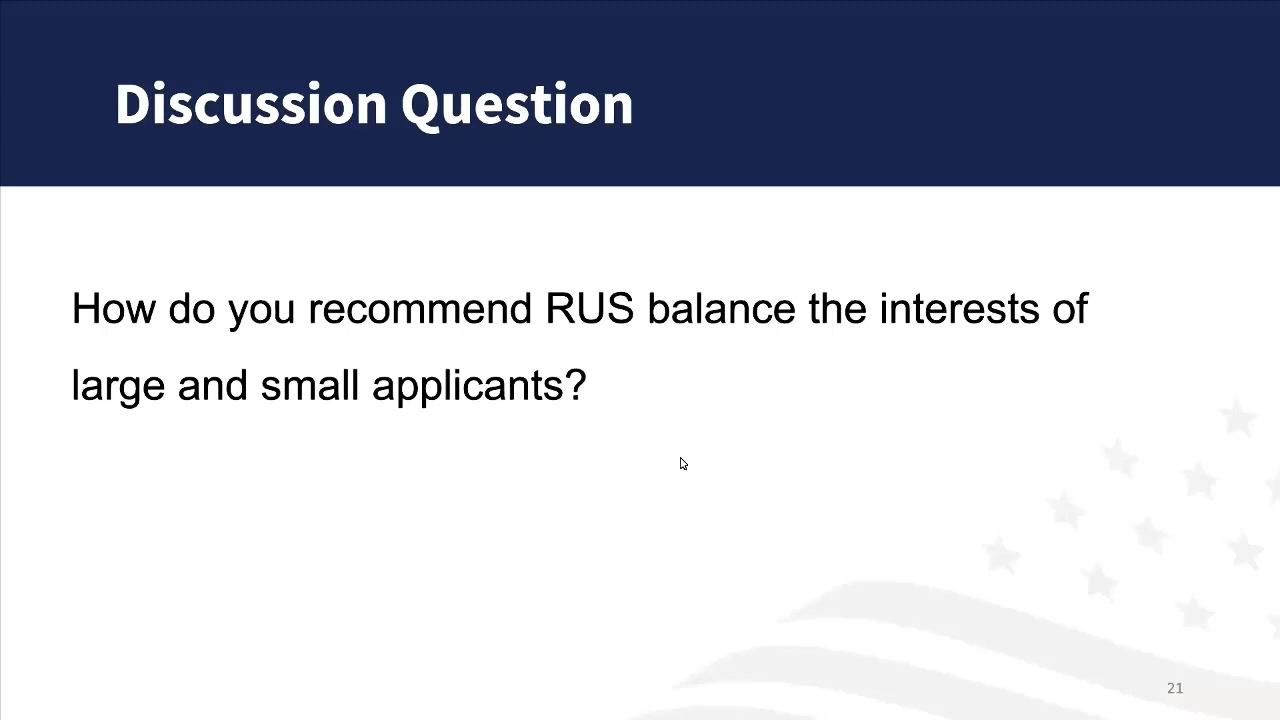 Discussion Question
How do you recommend RUS balance the interests of
large and small applicants?
21